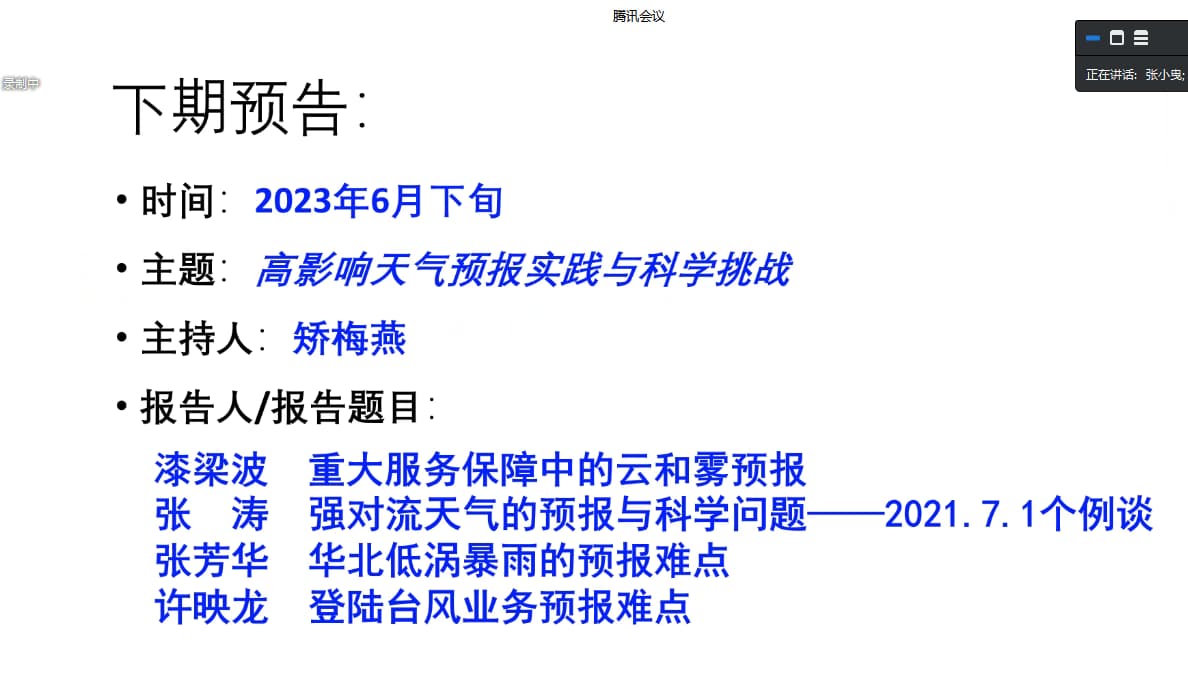 腾讯会议
正在讲话: 张小曳;
录制中
下期预告：
• 时间： 2023年6月下旬
• 主题： 高影响天气预报实践与科学挑战
• 主持人： 矫梅燕
• 报告人/报告题目：
漆梁波 重大服务保障中的云和雾预报
张 涛 强对流天气的预报与科学问题——2021.7.1个例谈
张芳华 华北低涡暴雨的预报难点
许映龙 登陆台风业务预报难点